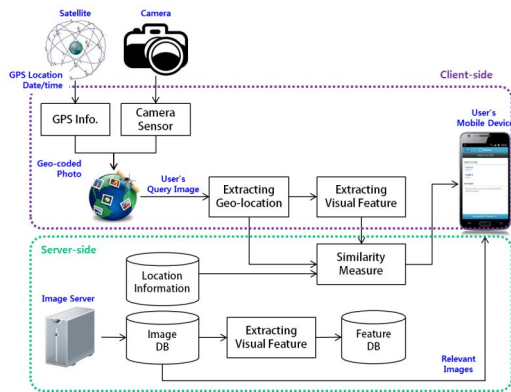 Satellite
Camera
GPS Location
Date/time
Client-side
User's
Mobile Device
GPS Info.
Camera
Sensor
Geo-coded
Photo
User's
Query Image
Extracting
Geo-location
Extracting
Visual Feature
Server-side
Location
Information
Similarity
Measure
Image Server
Image
DB
Extracting
Visual Feature
Feature
DB
Relevant
Images